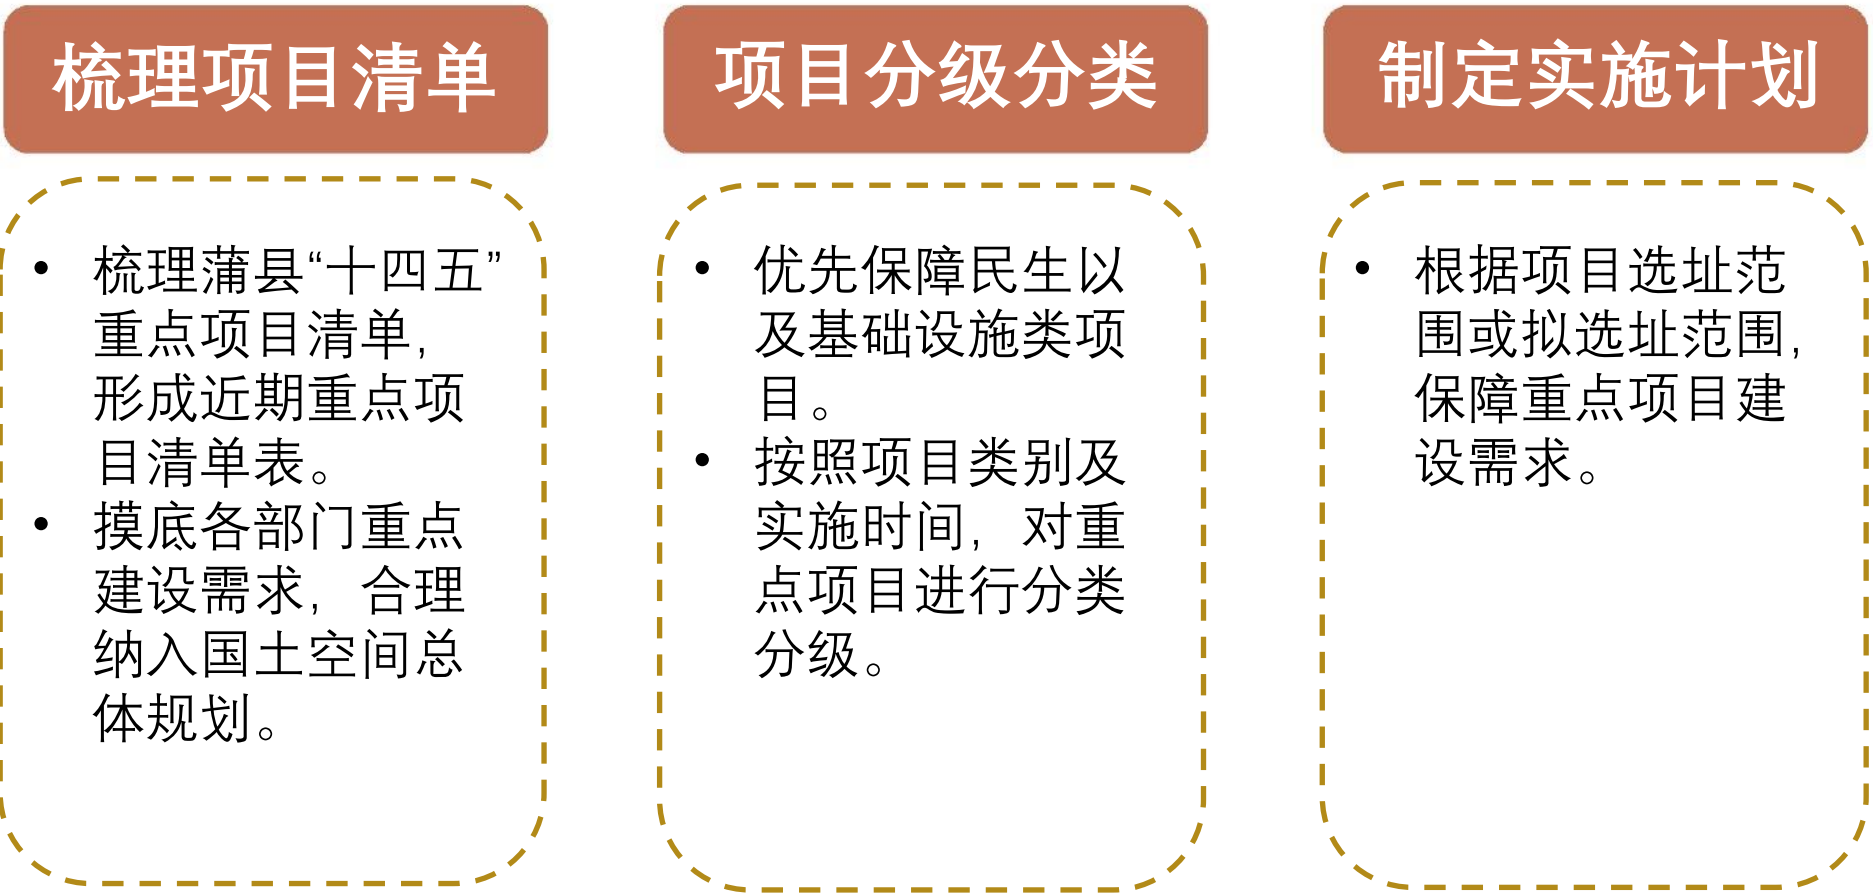 梳理项目清单
• 梳理蒲县“十四五”
重点项目清单，
形成近期重点项
目清单表。
• 摸底各部门重点
建设需求，合理
纳入国土空间总
体规划。
项目分级分类
• 优先保障民生以
及基础设施类项
目。
• 按照项目类别及
实施时间，对重
点项目进行分类
分级。
制定实施计划
• 根据项目选址范
围或拟选址范围，
保障重点项目建
设需求。